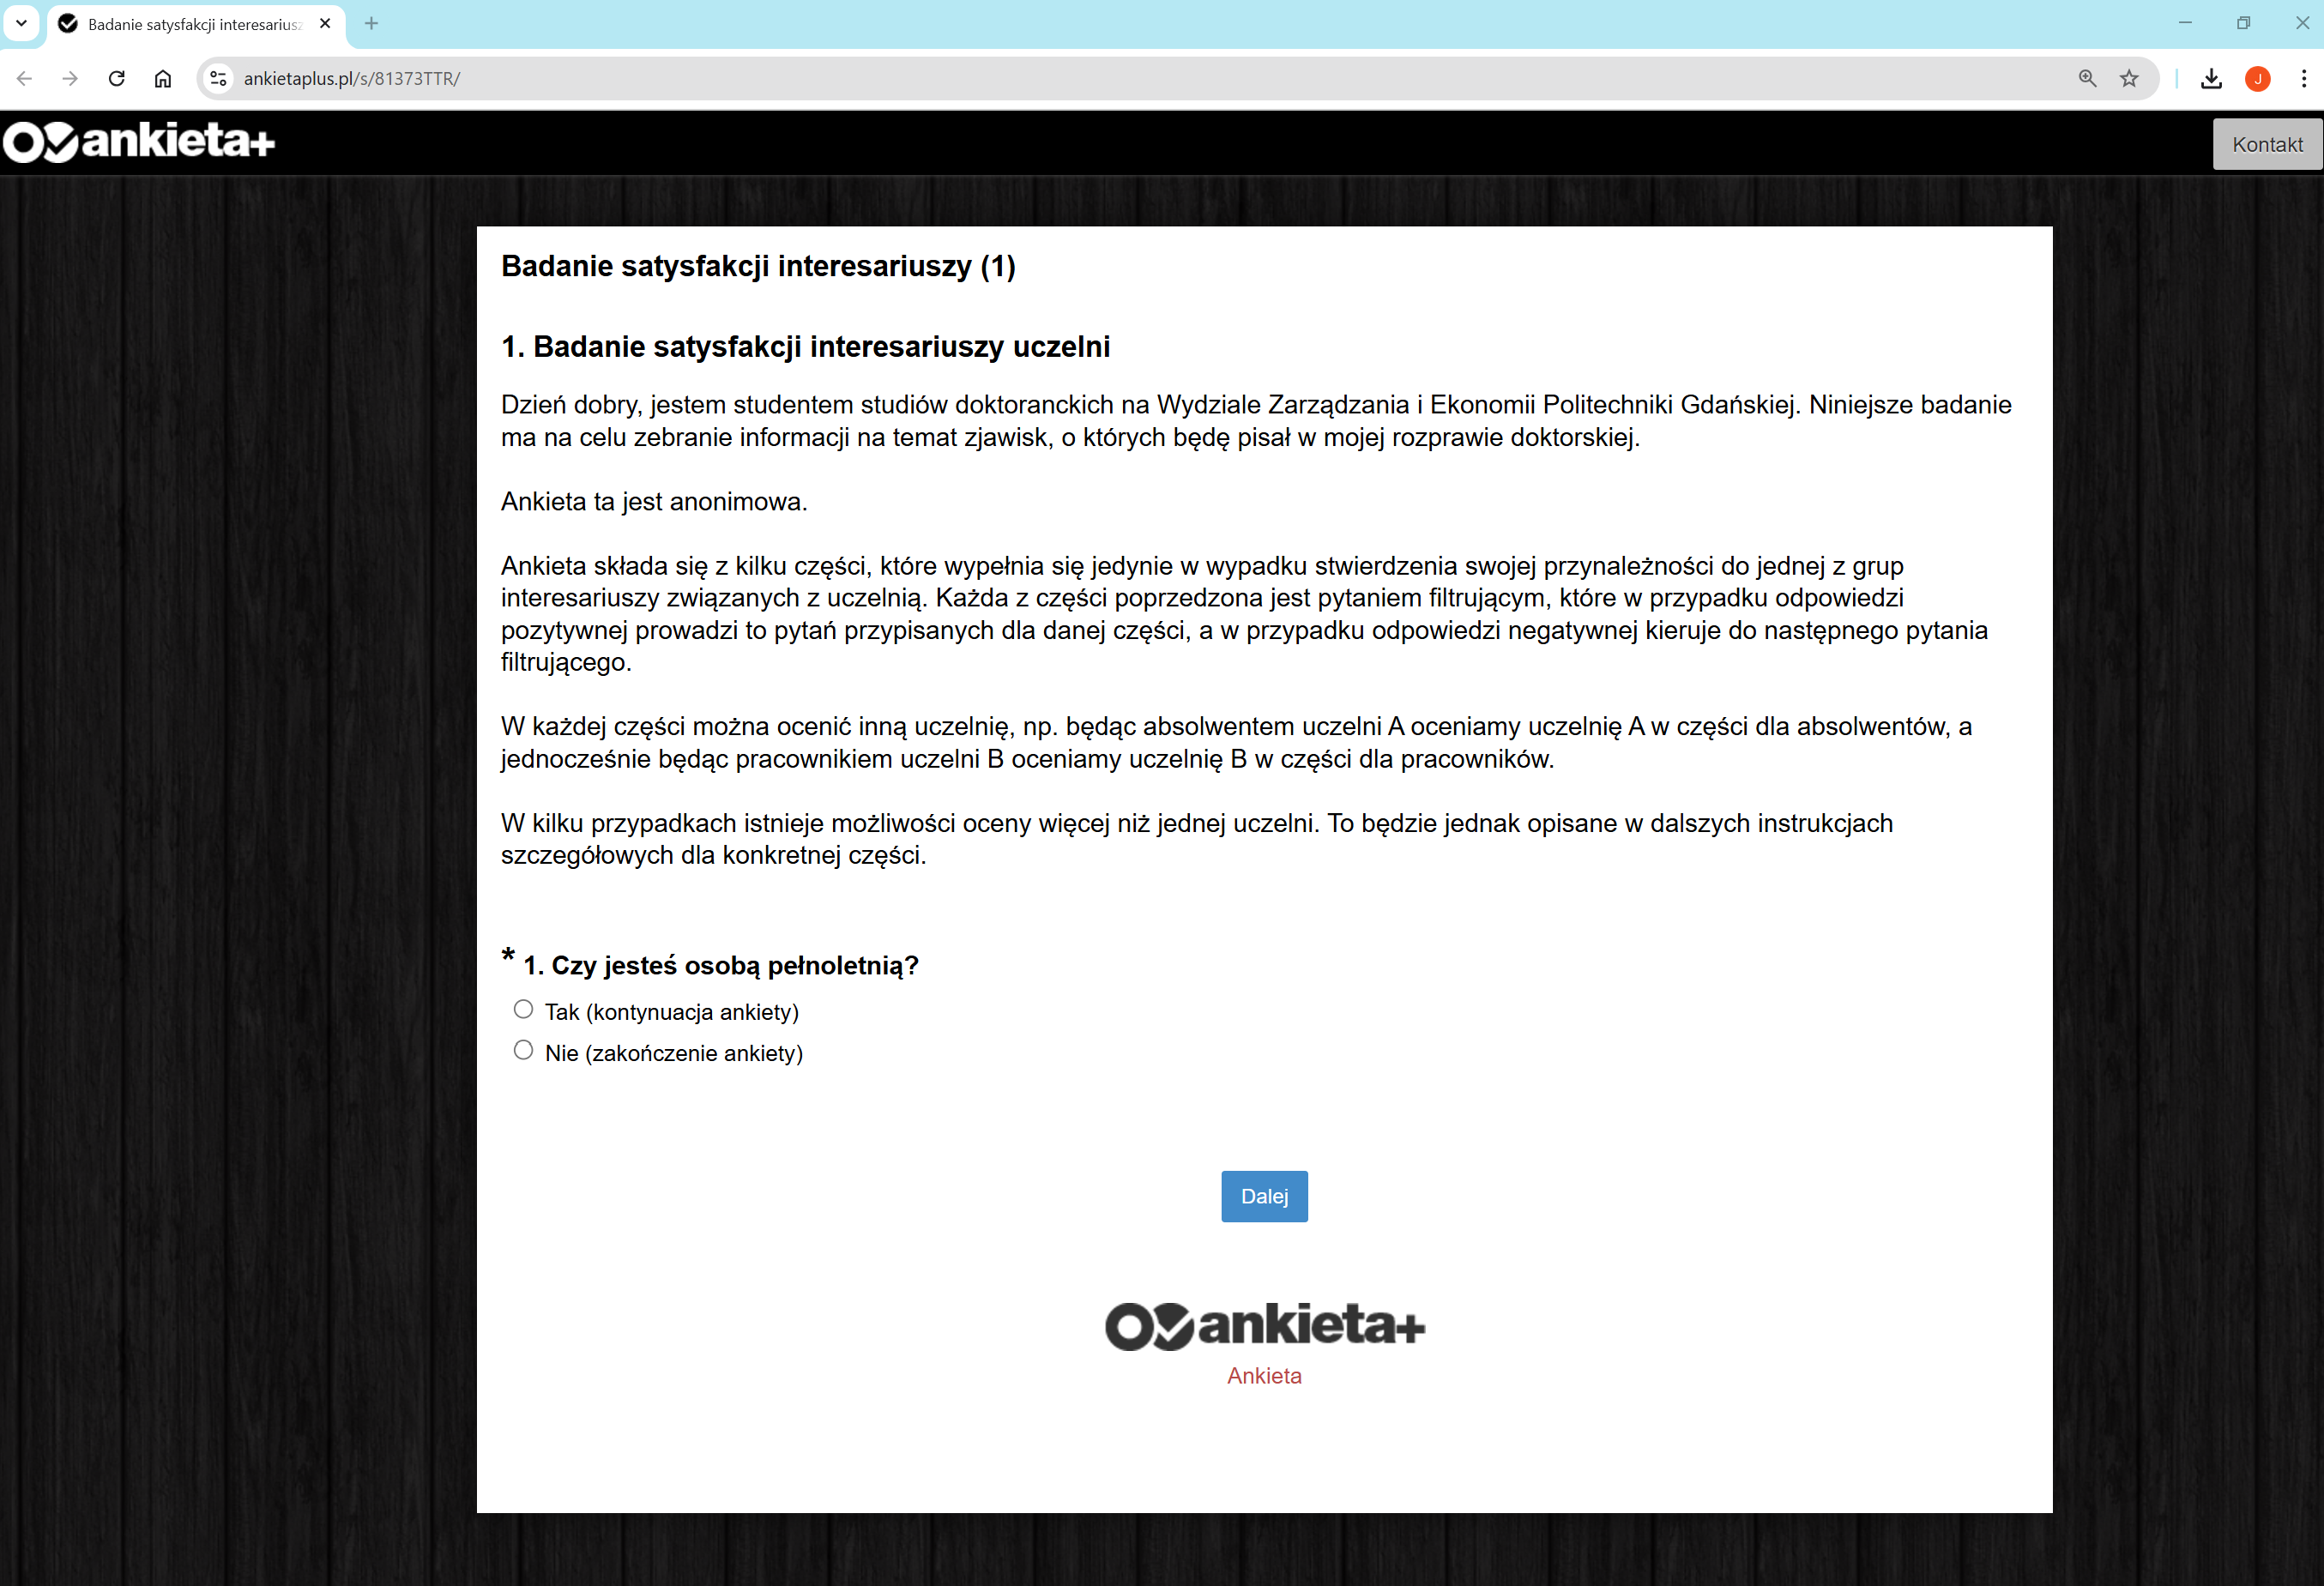 Badanie satysfakcji interesariusz
ankietaplus.pl/s/81373TTR/
J
ankieta+
Kontakt
Badanie satysfakcji interesariuszy (1)
1. Badanie satysfakcji interesariuszy uczelni
Dzień dobry, jestem studentem studiów doktoranckich na Wydziale Zarządzania i Ekonomii Politechniki Gdańskiej. Niniejsze badanie
ma na celu zebranie informacji na temat zjawisk, o których będę pisał w mojej rozprawie doktorskiej.
Ankieta ta jest anonimowa.
Ankieta składa się z kilku części, które wypełnia się jedynie w wypadku stwierdzenia swojej przynależności do jednej z grup
interesariuszy związanych z uczelnią. Każda z części poprzedzona jest pytaniem filtrującym, które w przypadku odpowiedzi
pozytywnej prowadzi to pytań przypisanych dla danej części, a w przypadku odpowiedzi negatywnej kieruje do następnego pytania
filtrującego.
W każdej części można ocenić inną uczelnię, np. będąc absolwentem uczelni A oceniamy uczelnię A w części dla absolwentów, a
jednocześnie będąc pracownikiem uczelni B oceniamy uczelnię B w części dla pracowników.
W kilku przypadkach istnieje możliwości oceny więcej niż jednej uczelni. To będzie jednak opisane w dalszych instrukcjach
szczegółowych dla konkretnej części.
* 1. Czy jesteś osobą pełnoletnią?
Tak (kontynuacja ankiety)
Nie (zakończenie ankiety)
Dalej
ankieta+
Ankieta